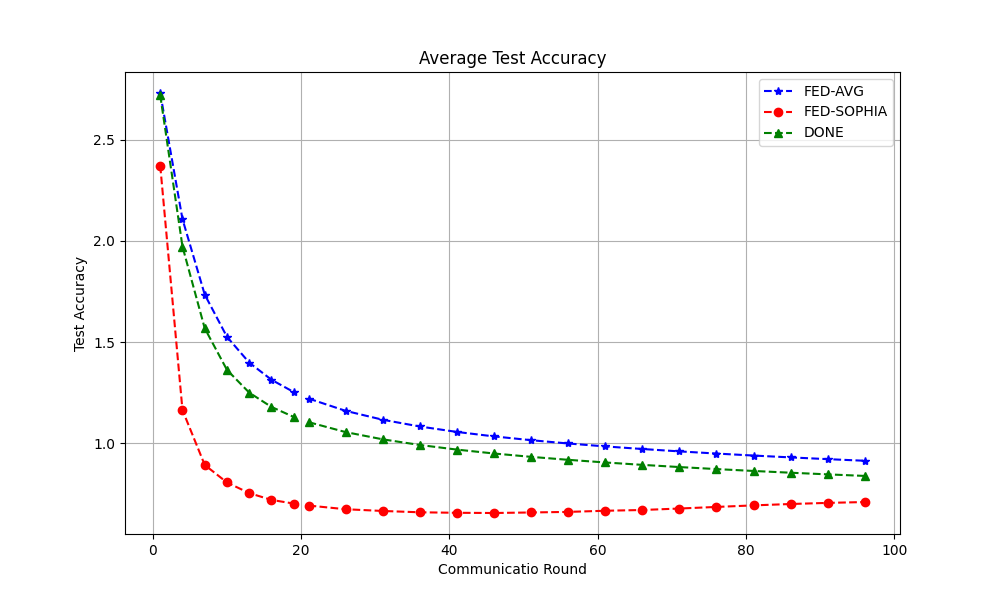 Average Test Accuracy
FED-AVG
FED-SOPHIA
DONE
Test Accuracy
2.5
2.0
1.5
1.0
0
20
40
60
80
100
Communicatio Round